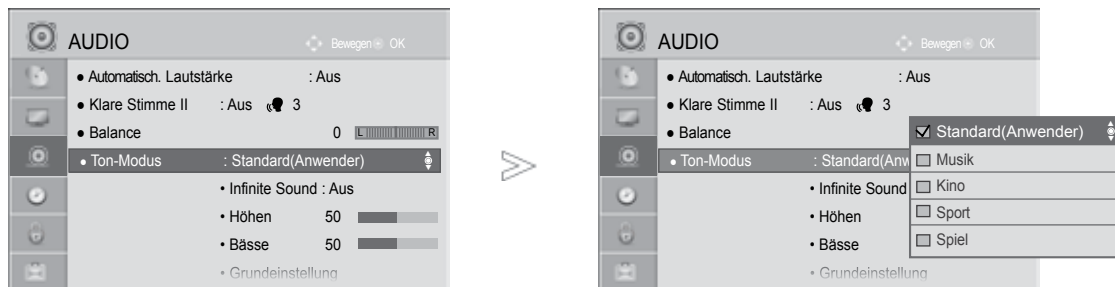 AUDIO
Bewegen OK
• Automatisch. Lautstärke : Aus
• Klare Stimme II : Aus 3
• Balance 0 L R
• Ton-Modus : Standard(Anwender)
• Infinite Sound : Aus
• Höhen 50
• Bässe 50
• Grundeinstellung
AUDIO
Bewegen OK
• Automatisch. Lautstärke : Aus
• Klare Stimme II : Aus 3
• Balance
• Ton-Modus : Standard(Anw
• Infinite Sound
• Höhen
• Bässe
• Grundeinstellung
Standard(Anwender)
Musik
Kino
Sport
Spiel